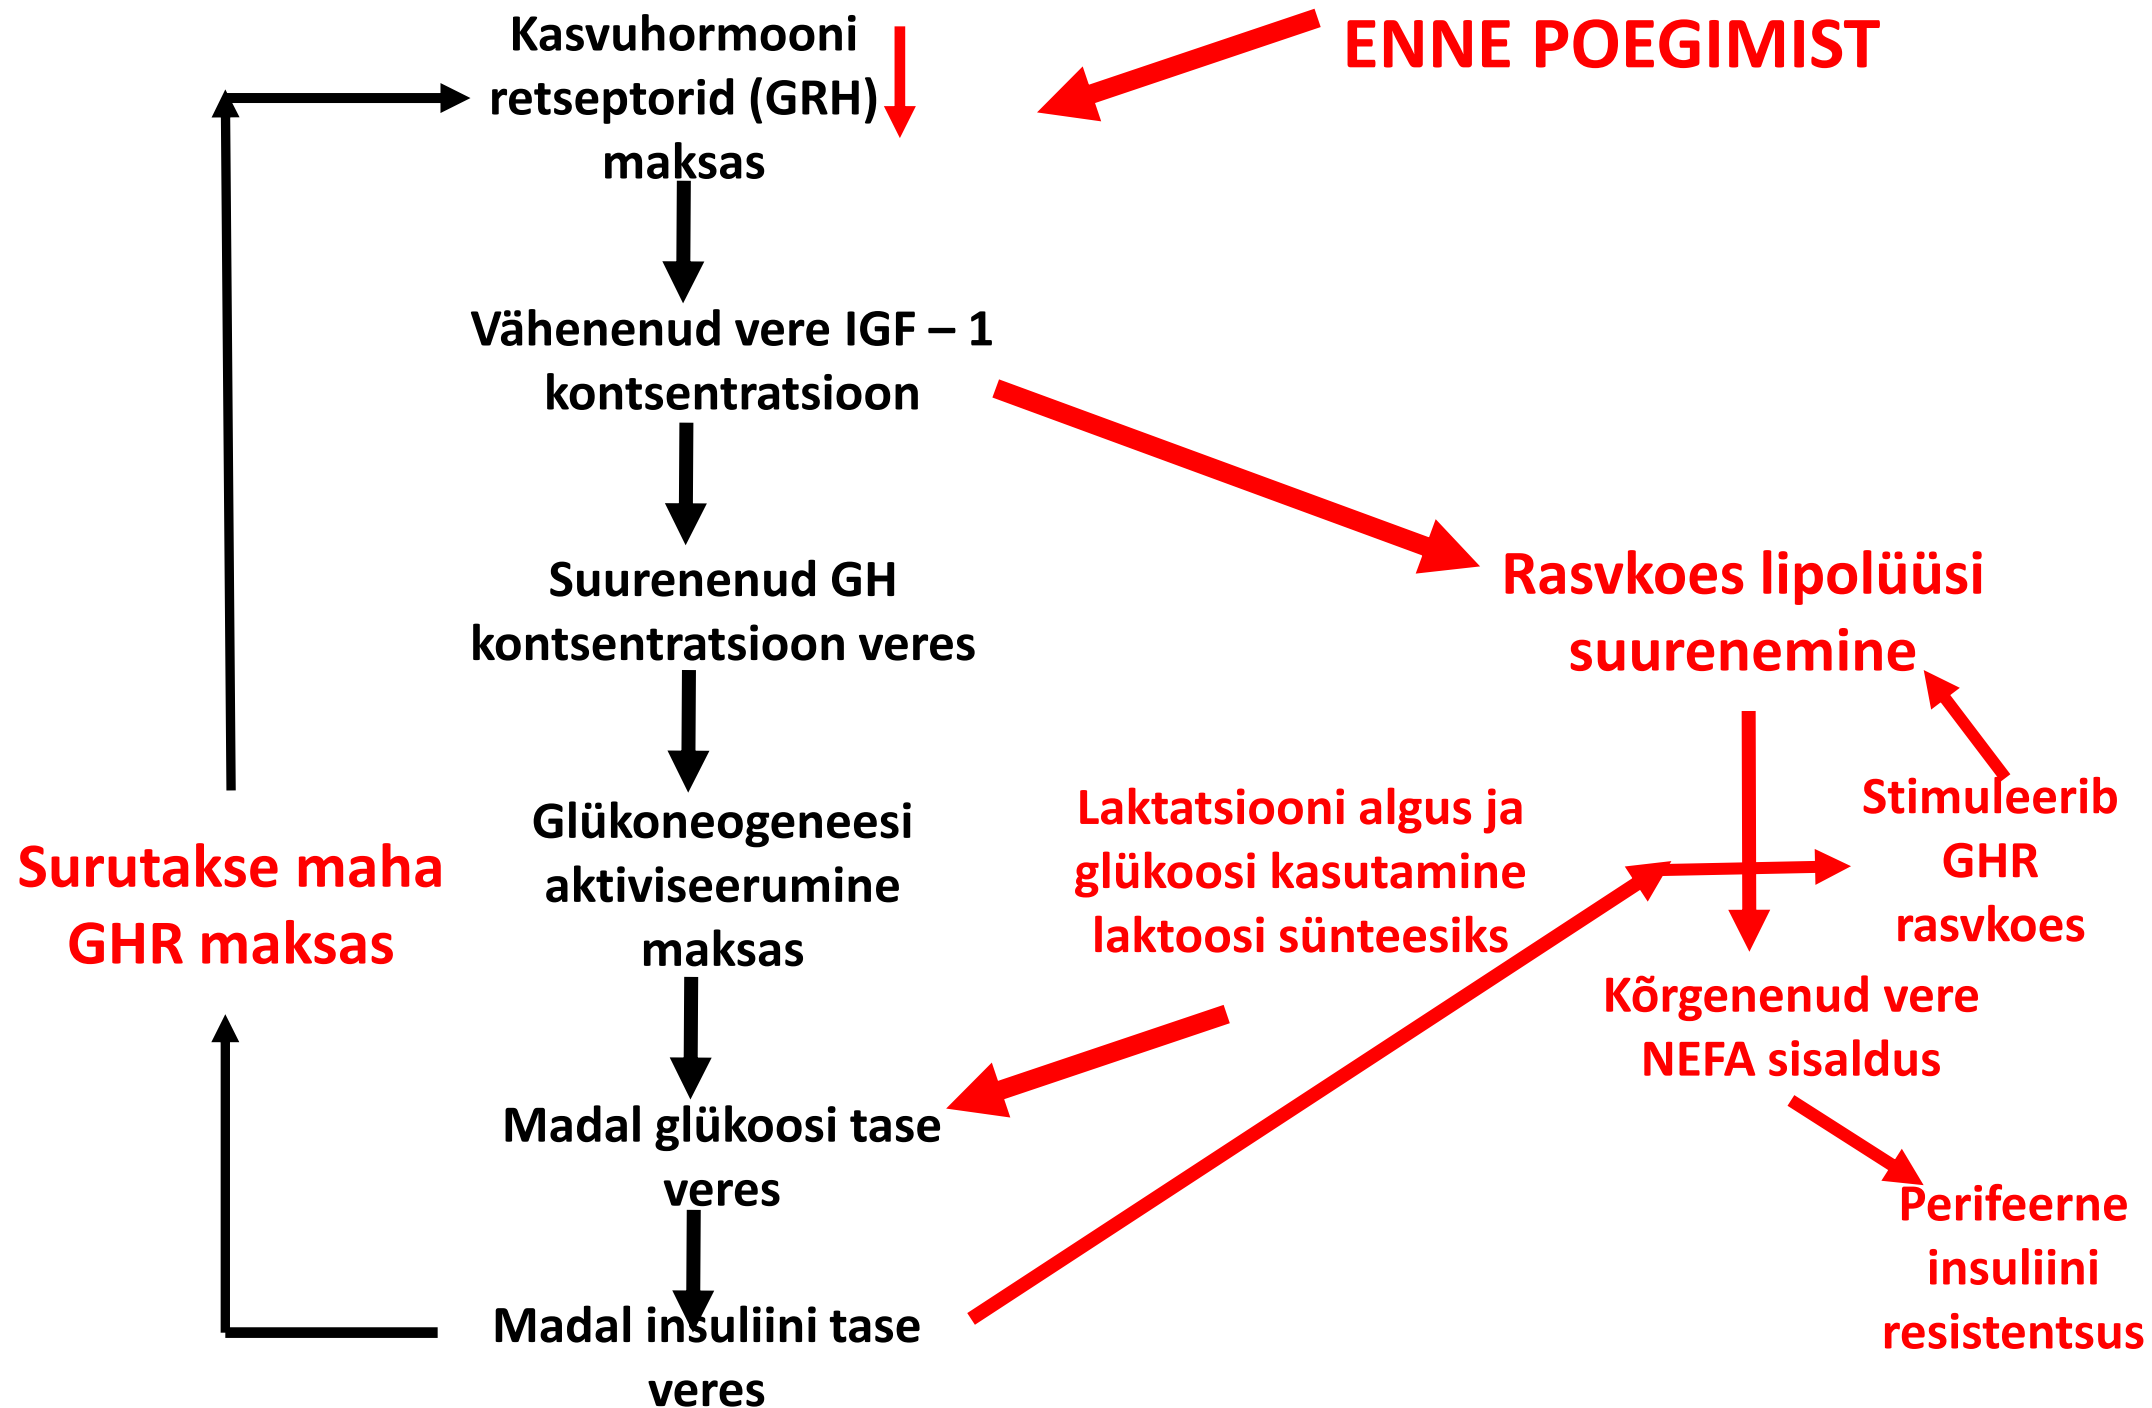 Kasvuhormooni
retseptorid (GRH)
maksas
ENNE POEGIMIST
Vähenenud vere IGF – 1
kontsentratsioon
Suurenenud GH
kontsentratsioon veres
Rasvkoes lipolüüsi
suurenemine
Glükoneogeneesi
aktiviseerumine
maksas
Laktatsiooni algus ja
glükoosi kasutamine
laktoosi sünteesiks
Stimuleerib
GHR
rasvkoes
Surutakse maha
GHR maksas
Kõrgenenud vere
NEFA sisaldus
Madal glükoosi tase
veres
Perifeerne
insuliini
resistentsus
Madal insuliini tase
veres